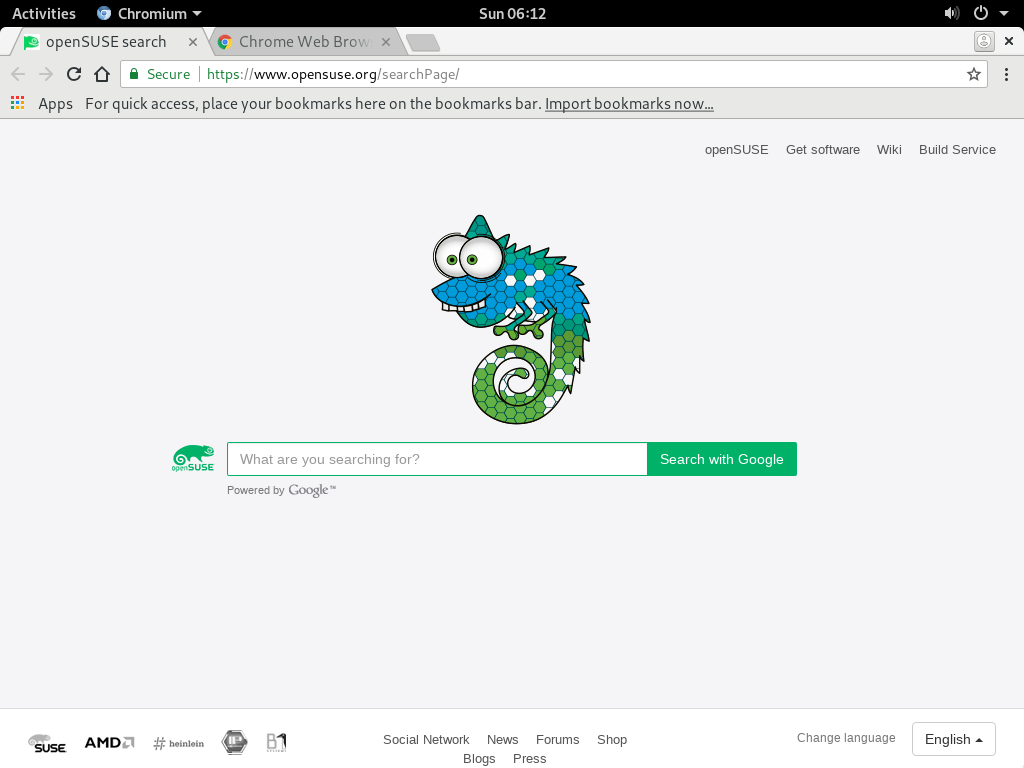 Activities Chromium Sun 06:12
openSUSE search Chrome Web Brow
Secure https://www.opensuse.org/searchPage/
Apps For quick access, place your bookmarks here on the bookmarks bar. Import bookmarks now...
openSUSE Get software Wiki Build Service
openSUSE What are you searching for? Search with Google
Powered by Google™
SUSE AMD # heinlein B1 Social Network News Forums Shop Change language English
Blogs Press